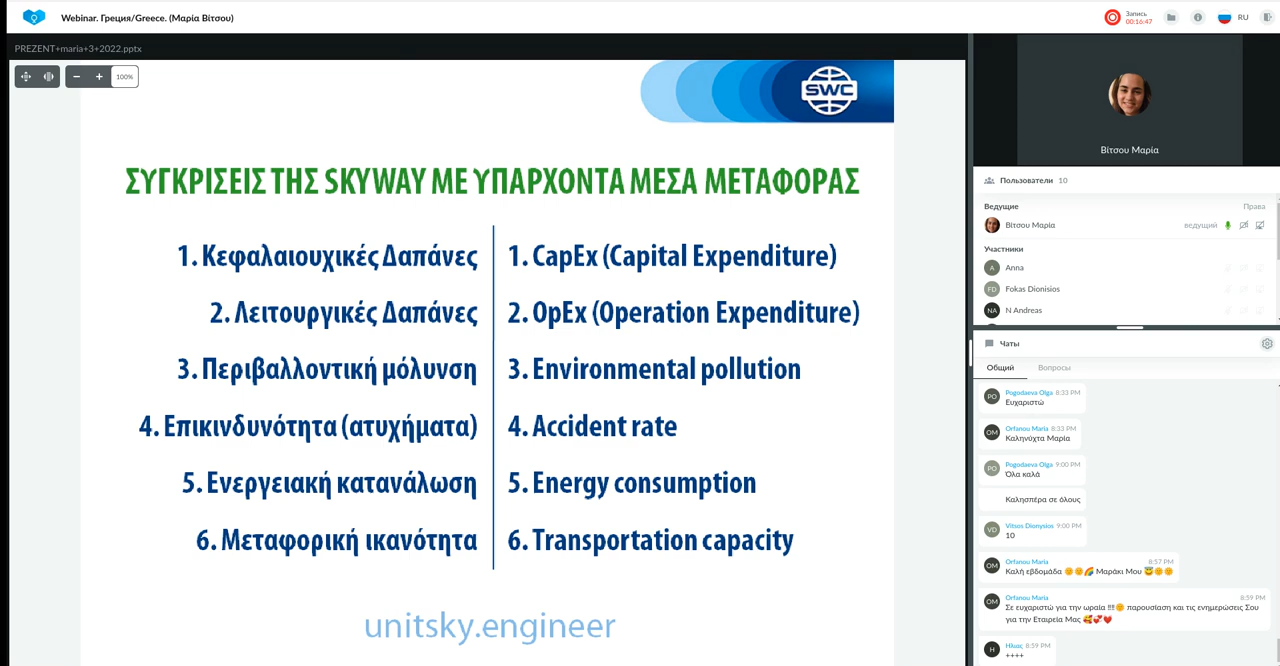 Webinar. Греция/Greece. (Марія Вітсоу)
Запись
00:16:47
RU
PREZENT+maria+3+2022.pptx
100%
SWC
ΣΥΓΚΡΙΣΕΙΣ ΤΗΣ SKYWAY ΜΕ ΥΠΑΡΧΟΝΤΑ ΜΕΣΑ ΜΕΤΑΦΟΡΑΣ
1. Κεφαλαιουχικές Δαπάνες
2. Λειτουργικές Δαπάνες
3. Περιβαλλοντική μόλυνση
4. Επικινδυνότητα (ατυχήματα)
5. Ενεργειακή κατανάλωση
6. Μεταφορική ικανότητα
1. CapEx (Capital Expenditure)
2. OpEx (Operation Expenditure)
3. Environmental pollution
4. Accident rate
5. Energy consumption
6. Transportation capacity
unitsky.engineer
Вітсоу Марія
Пользователи 10
Ведущие Права
Вітсоу Марія ведущий
Участники
A Anna
FD Fokas Dionisios
NA N Andreas
Чаты
Общий Вопросы
PO Pogodaeva Olga 8:33 PM
Ευχαριστώ
OM Orfanou Maria 8:33 PM
Καληνύχτα Μαρία
PO Pogodaeva Olga 9:00 PM
Όλα καλά
Καλησπέρα σε όλους
VD Vitsos Dionysios 9:00 PM
10
OM Orfanou Maria 8:57 PM
Καλή εβδομάδα 🌞🌞🌈 Μαράκι Μου 😇🌞🌞
OM Orfanou Maria 8:59 PM
Σε ευχαριστώ για την ωραία !!!🌞 παρουσίαση και τις ενημερώσεις Σου
για την Εταιρεία Μας 🥰💞❤️
H Ηλιας 8:59 PM
++++